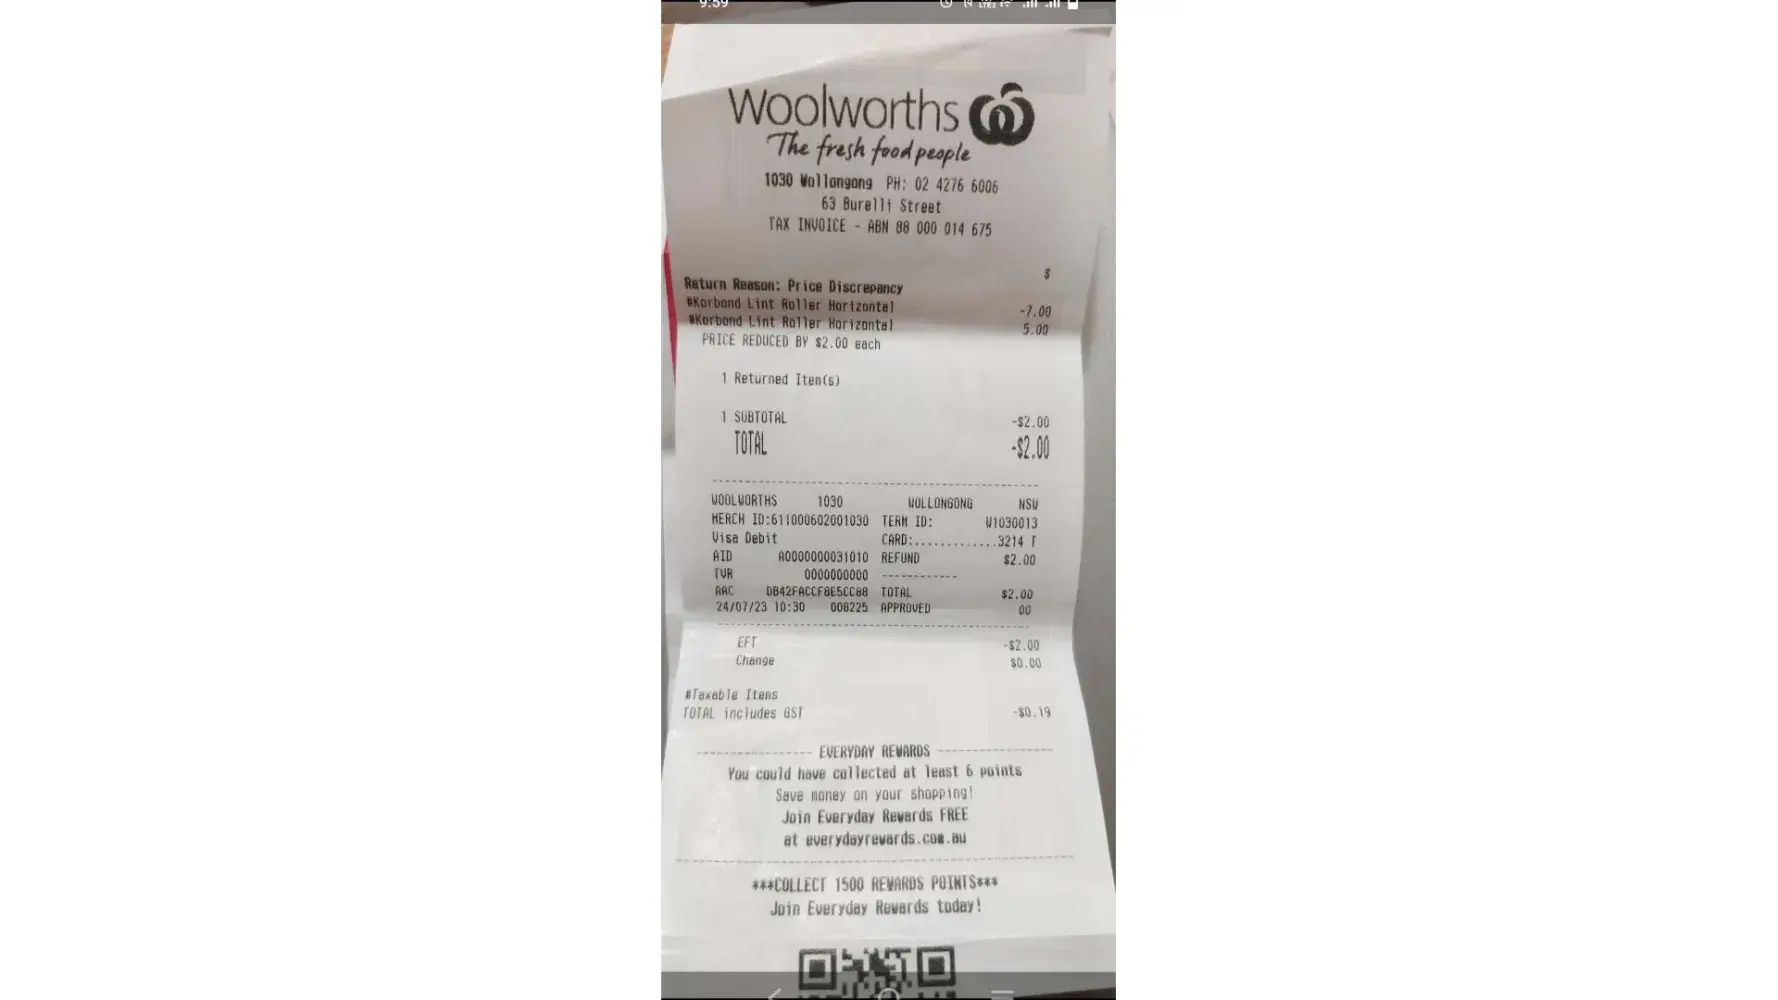 9:59
Woolworths
The fresh food people
1030 Wollongong PH: 02 4276 6006
63 Burelli Street
TAX INVOICE - ABN 88 000 014 675
$
Return Reason: Price Discrepancy
#Korbond Lint Roller Horizontal -7.00
#Korbond Lint Roller Horizontal 5.00
PRICE REDUCED BY $2.00 each
1 Returned Item(s)
1 SUBTOTAL -$2.00
TOTAL -$2.00
WOOLWORTHS 1030 WOLLONGONG NSW
MERCH ID:611000602001030 TERM ID: W1030013
Visa Debit CARD:............3214 T
AID A0000000031010 REFUND $2.00
TVR 0000000000 ------------
AAC DB42FACCF8E5CC88 TOTAL $2.00
24/07/23 10:30 008225 APPROVED 00
EFT -$2.00
Change $0.00
#Taxable Items
TOTAL includes GST -$0.19
EVERYDAY REWARDS
You could have collected at least 6 points
Save money on your shopping!
Join Everyday Rewards FREE
at everydayrewards.com.au
***COLLECT 1500 REWARDS POINTS***
Join Everyday Rewards today!